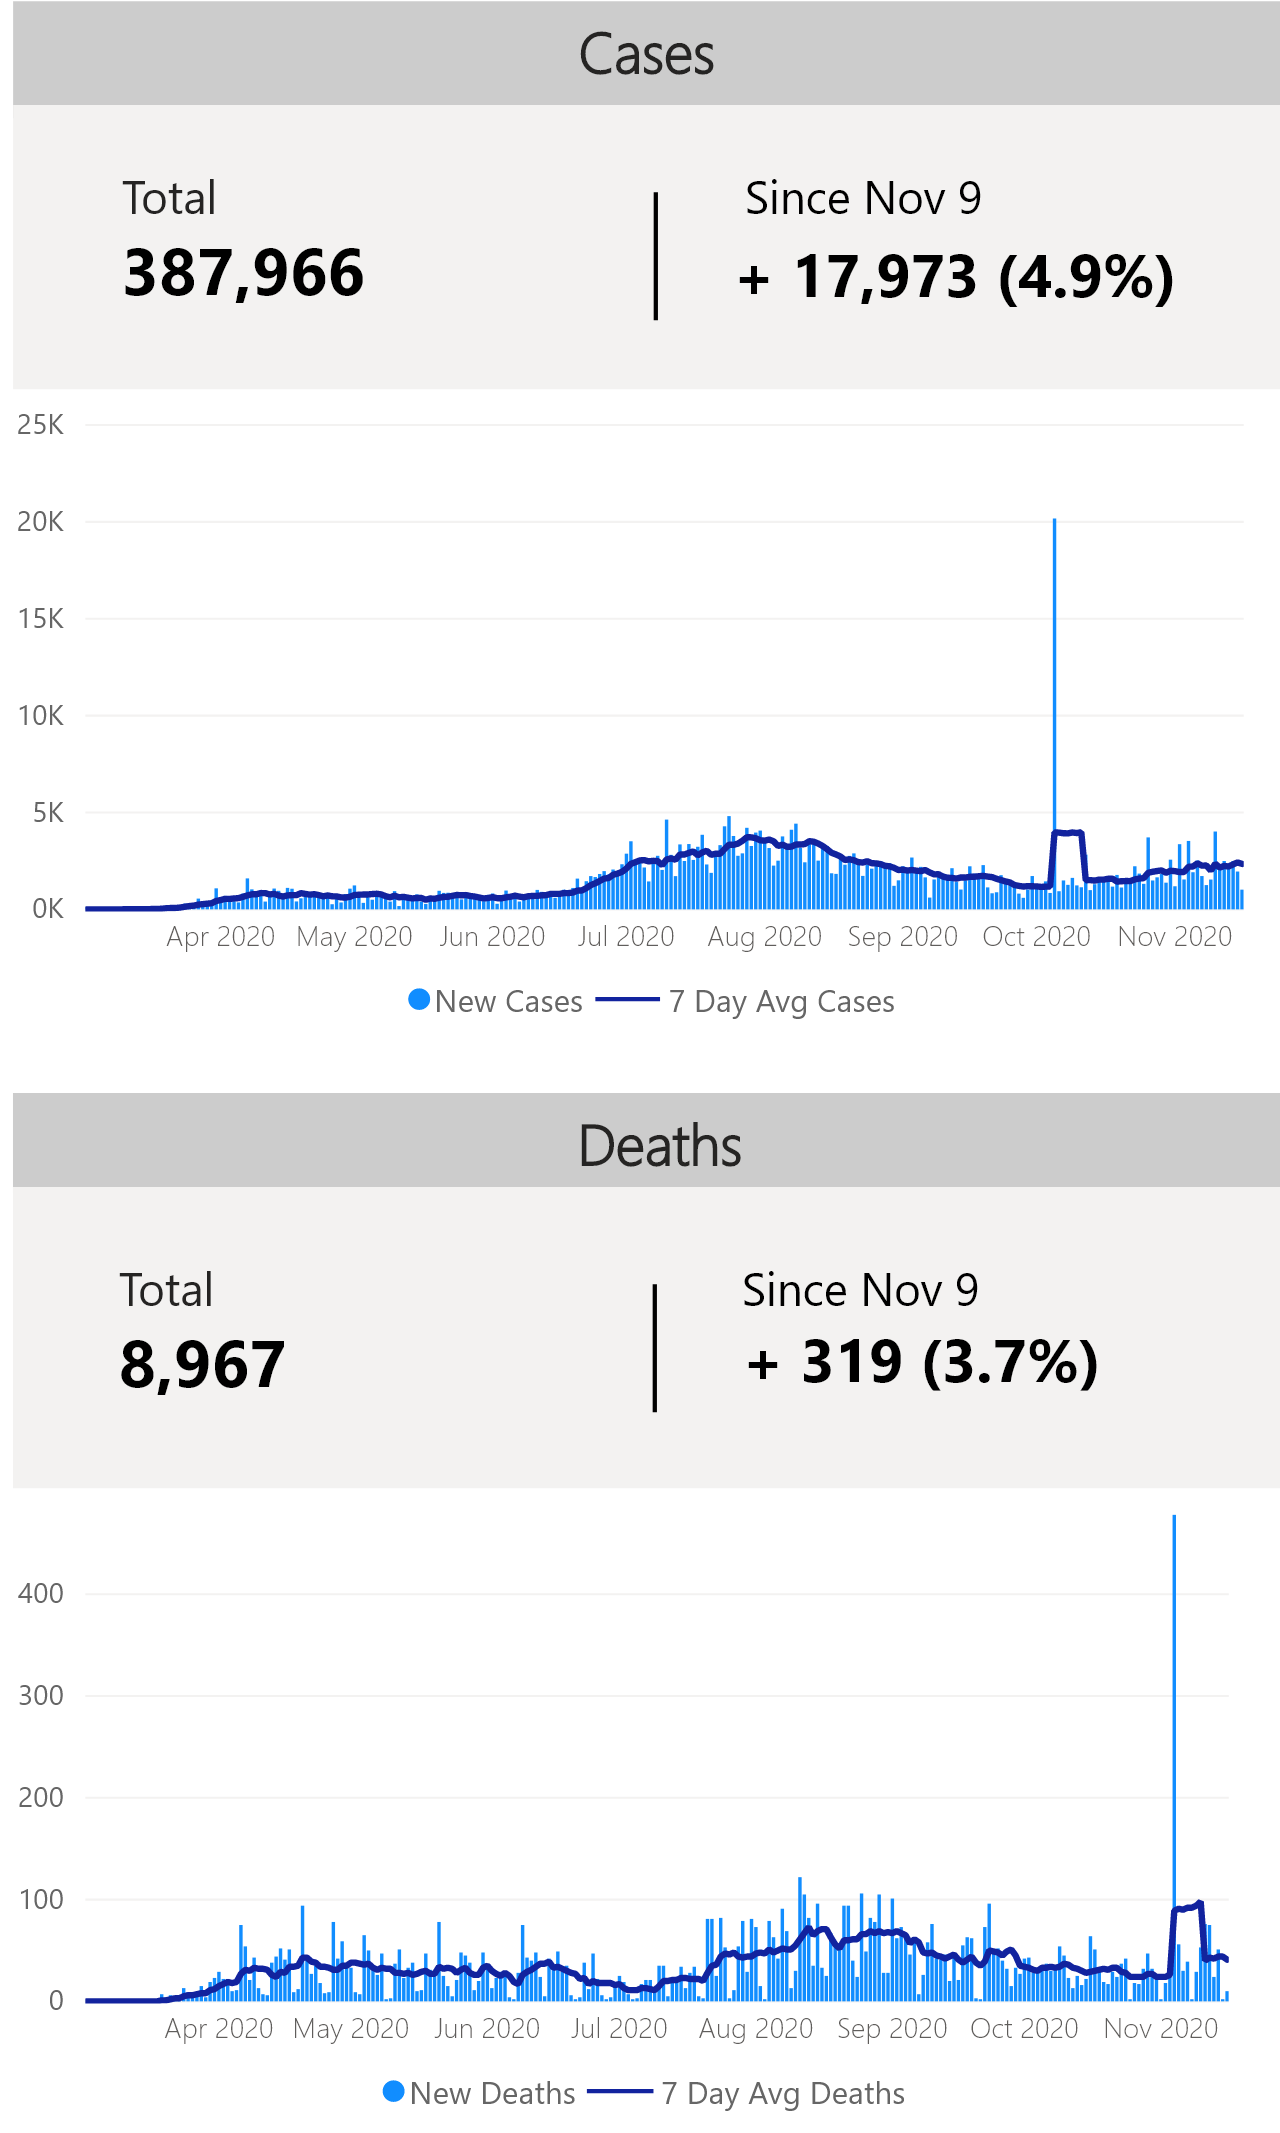 Cases
Total
Since Nov 9
387,966
+ 17,973 (4.9%)
25K
20K
15K
10K
5K
0K
Apr 2020 May 2020 Jun 2020 Jul 2020 Aug 2020 Sep 2020 Oct 2020 Nov 2020
New Cases 7 Day Avg Cases
Deaths
Total
Since Nov 9
8,967
+ 319 (3.7%)
400
300
200
100
0
Apr 2020 May 2020 Jun 2020 Jul 2020 Aug 2020 Sep 2020 Oct 2020 Nov 2020
New Deaths 7 Day Avg Deaths